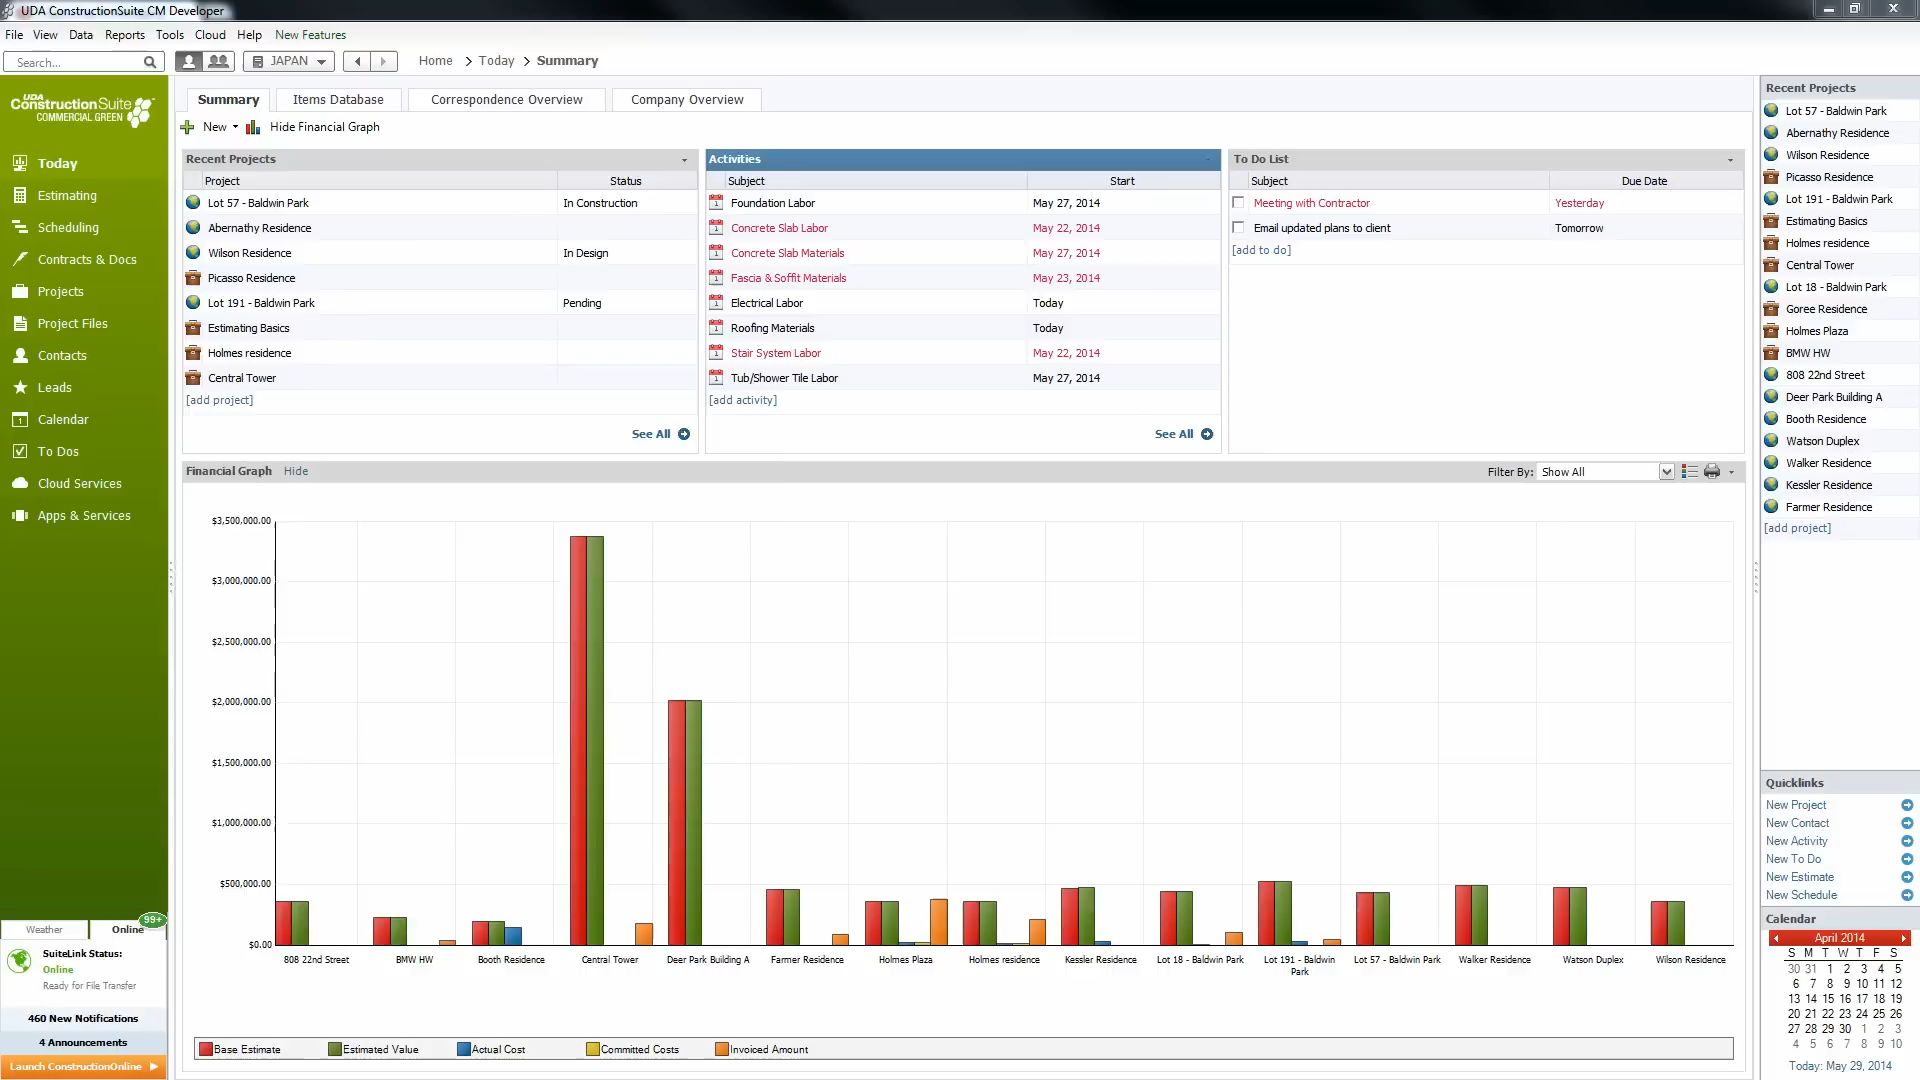 UDA ConstructionSuite CM Developer
File View Data Reports Tools Cloud Help New Features
Search... JAPAN Home Today Summary
UDA
ConstructionSuite
COMMERCIAL GREEN
Today
Estimating
Scheduling
Contracts & Docs
Projects
Project Files
Contacts
Leads
Calendar
To Dos
Cloud Services
Apps & Services
Weather Online 99+
SuiteLink Status:
Online
Ready for File Transfer
460 New Notifications
4 Announcements
Launch ConstructionOnline
Summary Items Database Correspondence Overview Company Overview
New Hide Financial Graph
Recent Projects
Project Status
Lot 57 - Baldwin Park In Construction
Abernathy Residence
Wilson Residence In Design
Picasso Residence
Lot 191 - Baldwin Park Pending
Estimating Basics
Holmes residence
Central Tower
[add project]
See All
Activities
Subject Start
Foundation Labor May 27, 2014
Concrete Slab Labor May 22, 2014
Concrete Slab Materials May 27, 2014
Fascia & Soffit Materials May 23, 2014
Electrical Labor Today
Roofing Materials Today
Stair System Labor May 22, 2014
Tub/Shower Tile Labor May 27, 2014
[add activity]
See All
To Do List
Subject Due Date
Meeting with Contractor Yesterday
Email updated plans to client Tomorrow
[add to do]
Financial Graph Hide Filter By: Show All
$3,500,000.00
$3,000,000.00
$2,500,000.00
$2,000,000.00
$1,500,000.00
$1,000,000.00
$500,000.00
$0.00
808 22nd Street BMW HW Booth Residence Central Tower Deer Park Building A Farmer Residence Holmes Plaza Holmes residence Kessler Residence Lot 18 - Baldwin Park Lot 191 - Baldwin Lot 57 - Baldwin Park Walker Residence Watson Duplex Wilson Residence
Park
Base Estimate Estimated Value Actual Cost Committed Costs Invoiced Amount
Recent Projects
Lot 57 - Baldwin Park
Abernathy Residence
Wilson Residence
Picasso Residence
Lot 191 - Baldwin Park
Estimating Basics
Holmes residence
Central Tower
Lot 18 - Baldwin Park
Goree Residence
Holmes Plaza
BMW HW
808 22nd Street
Deer Park Building A
Booth Residence
Watson Duplex
Walker Residence
Kessler Residence
Farmer Residence
[add project]
Quicklinks
New Project
New Contact
New Activity
New To Do
New Estimate
New Schedule
Calendar
April 2014
S M T W T F S
30 31 1 2 3 4 5
6 7 8 9 10 11 12
13 14 15 16 17 18 19
20 21 22 23 24 25 26
27 28 29 30 1 2 3
4 5 6 7 8 9 10
Today: May 29, 2014